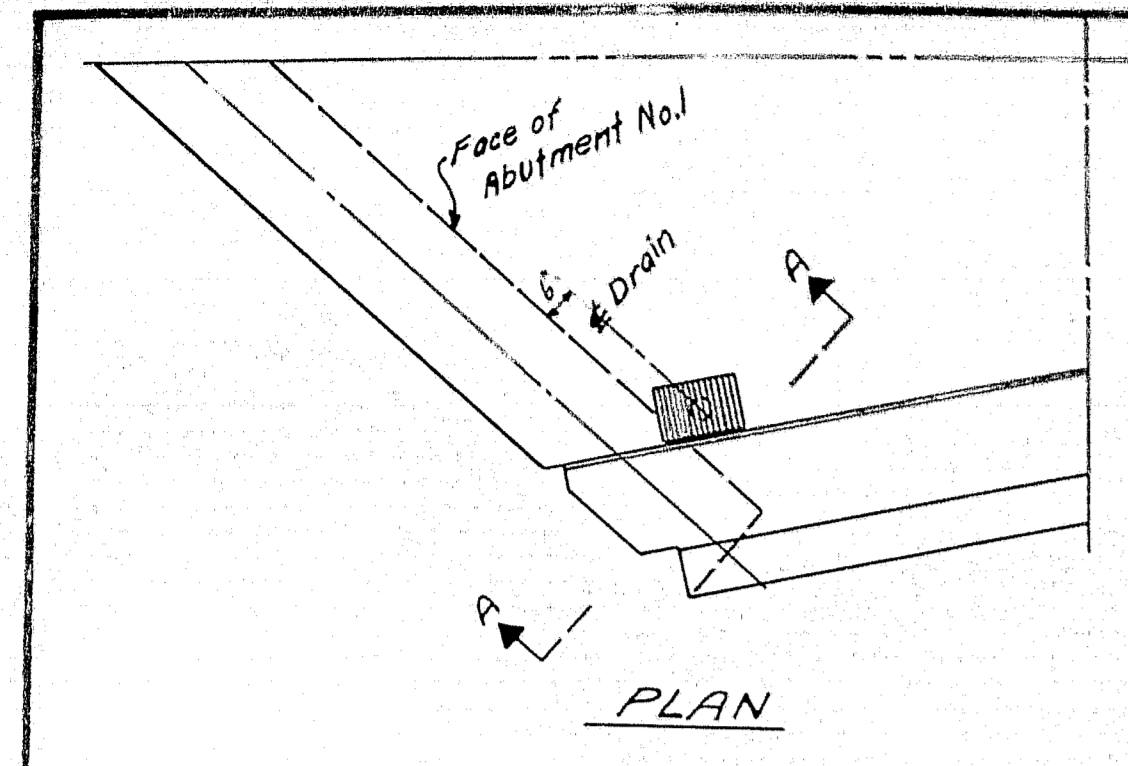 Face of
Abutment No.1
6"
℄ Drain
A
A
PLAN